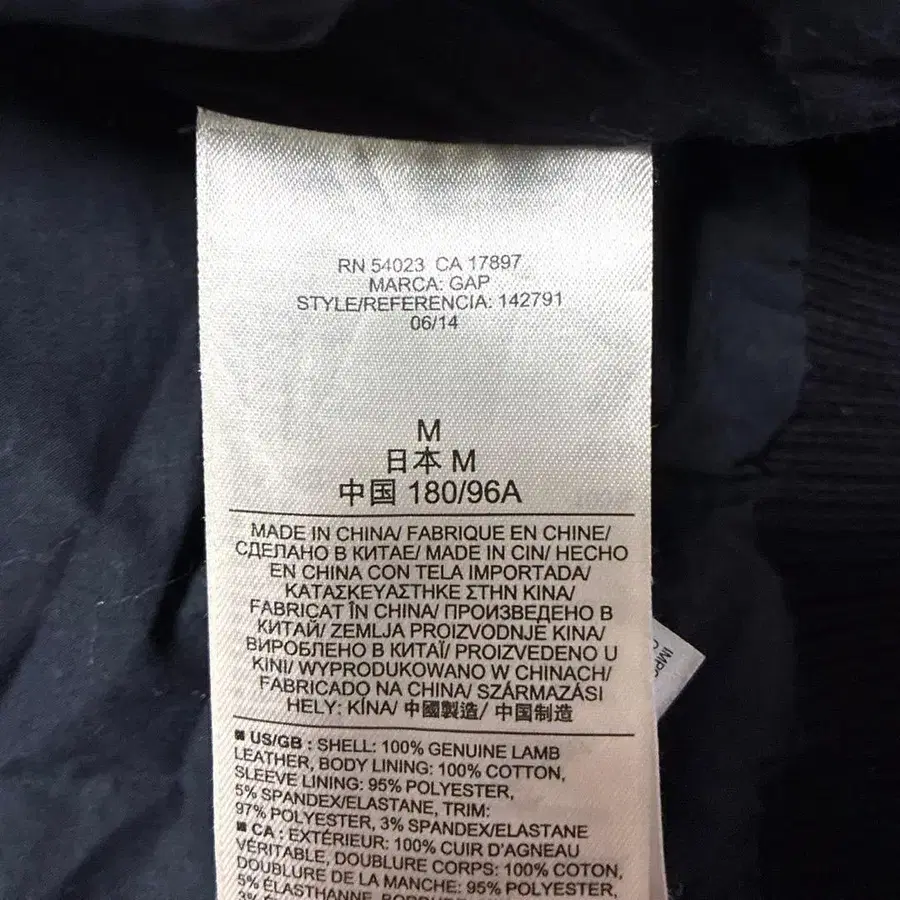 RN 54023 CA 17897
MARCA: GAP
STYLE/REFERENCIA: 142791
06/14
M
日本 M
中国 180/96A
MADE IN CHINA/ FABRIQUE EN CHINE/
СДЕЛАНО В КИТАЕ/ MADE IN CIN/ HECHO
EN CHINA CON TELA IMPORTADA/
ΚΑΤΑΣΚΕΥΑΣΤΗΚΕ ΣΤΗΝ ΚΙΝΑ/
FABRICAT ÎN CHINA/ ПРОИЗВЕДЕНО В
КИТАЙ/ ZEMLJA PROIZVODNJE KINA/
ВИРОБЛЕНО В КИТАЇ/ PROIZVEDENO U
KINI/ WYPRODUKOWANO W CHINACH/
FABRICADO NA CHINA/ SZÁRMAZÁSI
HELY: KÍNA/ 中國製造/ 中国制造
■ US/GB : SHELL: 100% GENUINE LAMB
LEATHER, BODY LINING: 100% COTTON,
SLEEVE LINING: 95% POLYESTER,
5% SPANDEX/ELASTANE, TRIM:
97% POLYESTER, 3% SPANDEX/ELASTANE
■ CA : EXTÉRIEUR: 100% CUIR D'AGNEAU
VÉRITABLE, DOUBLURE CORPS: 100% COTON,
DOUBLURE DE LA MANCHE: 95% POLYESTER,
5% ÉLASTHANNE,